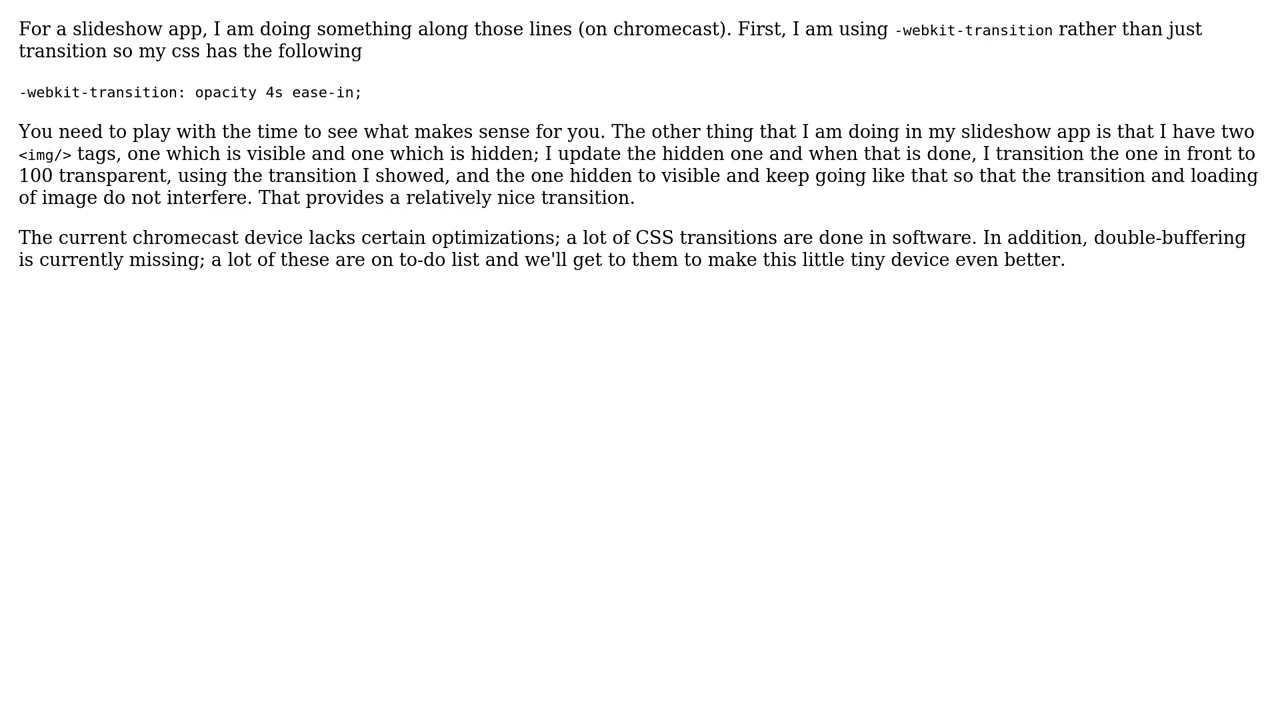 For a slideshow app, I am doing something along those lines (on chromecast). First, I am using -webkit-transition rather than just
transition so my css has the following
-webkit-transition: opacity 4s ease-in;
You need to play with the time to see what makes sense for you. The other thing that I am doing in my slideshow app is that I have two
<img/> tags, one which is visible and one which is hidden; I update the hidden one and when that is done, I transition the one in front to
100 transparent, using the transition I showed, and the one hidden to visible and keep going like that so that the transition and loading
of image do not interfere. That provides a relatively nice transition.
The current chromecast device lacks certain optimizations; a lot of CSS transitions are done in software. In addition, double-buffering
is currently missing; a lot of these are on to-do list and we'll get to them to make this little tiny device even better.